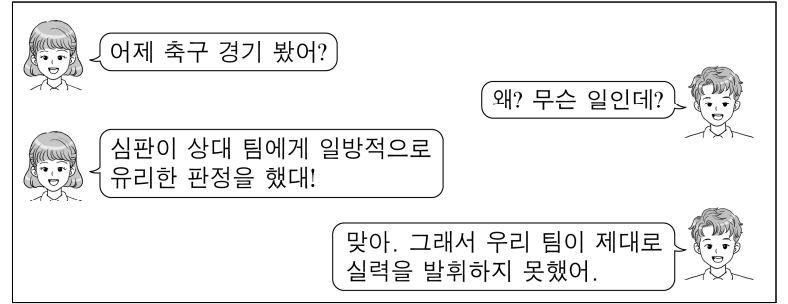 어제 축구 경기 봤어?
왜? 무슨 일인데?
심판이 상대 팀에게 일방적으로
유리한 판정을 했대!
맞아. 그래서 우리 팀이 제대로
실력을 발휘하지 못했어.